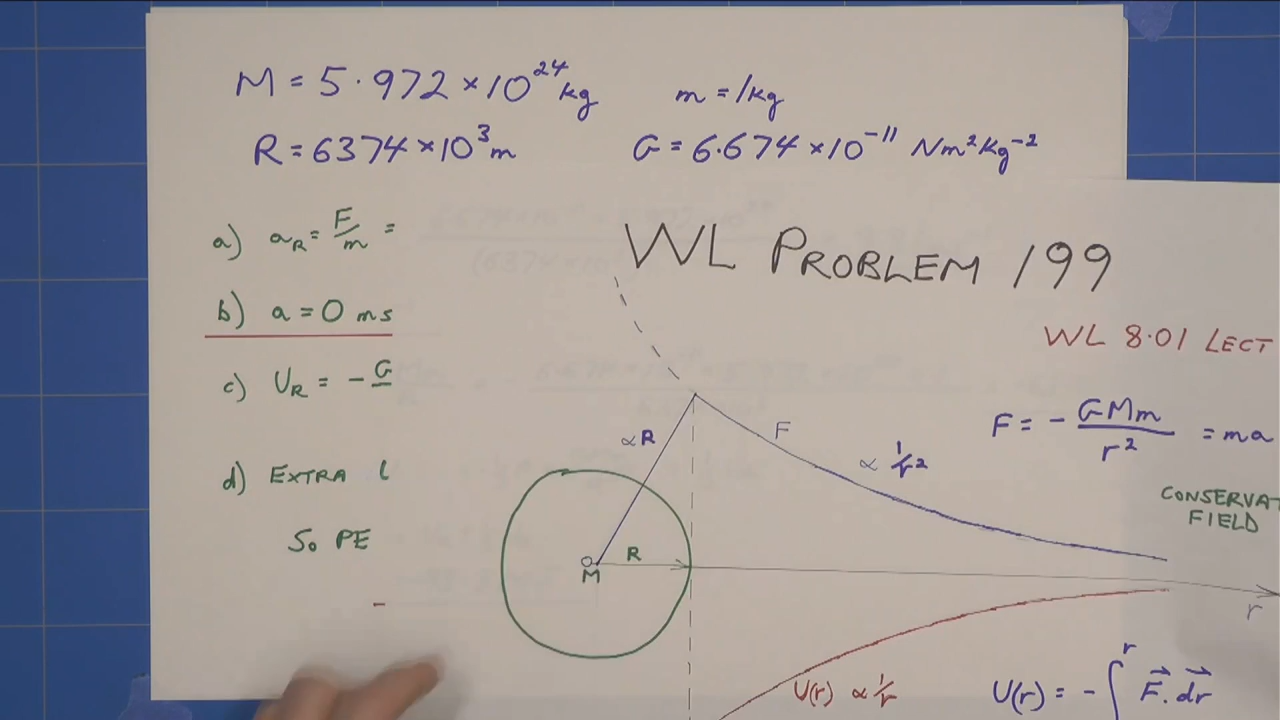 M = 5.972 × 10²⁴ kg
m = 1kg
R = 6374 × 10³ m
G = 6.674 × 10⁻¹¹ Nm²Kg⁻²
a) a_R = F/m =
b) a = 0 ms
c) U_R = - G
d) EXTRA
So PE
-
WL PROBLEM 199
WL 8.01 LECT
F = - GMm/r² = ma
∝R
F
∝ 1/r²
CONSERVAT
FIELD
R
M
r
U(r) ∝ 1/r
U(r) = - ∫^r F⃗. dr⃗